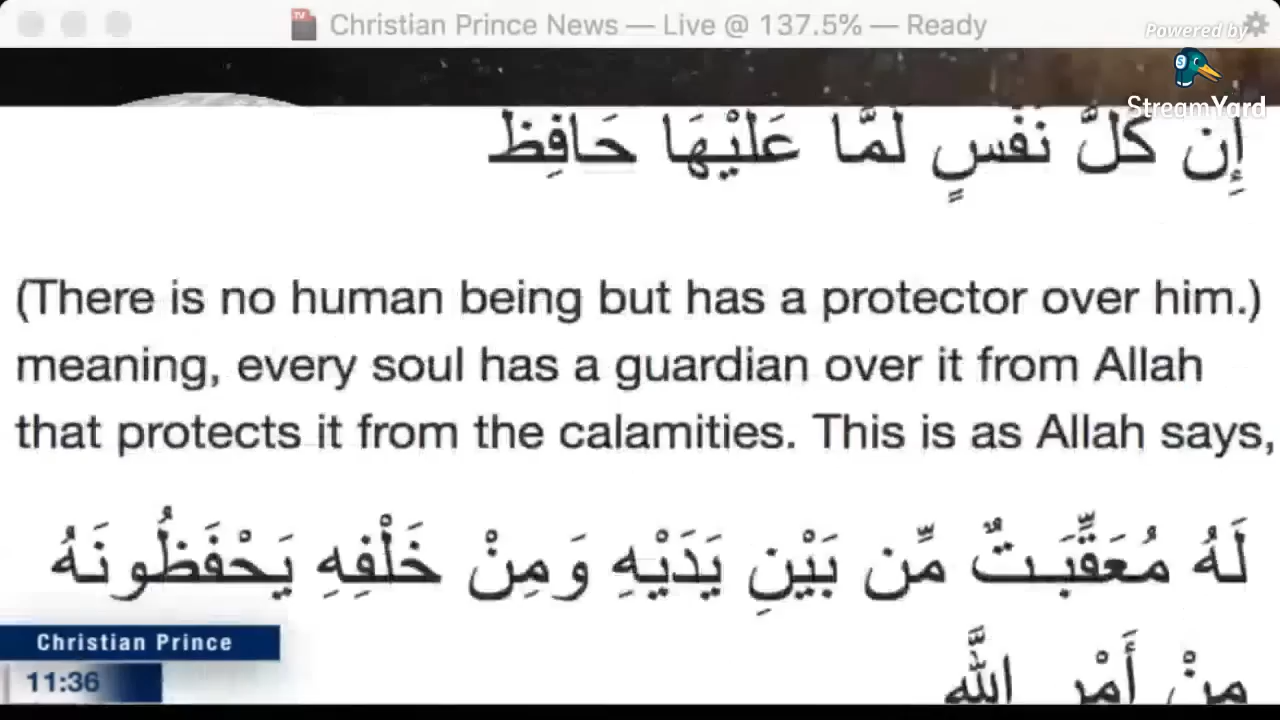 Christian Prince News — Live @ 137.5% — Ready
Powered by
StreamYard
إِن كُلُّ نَفْسٍ لَمَّا عَلَيْهَا حَافِظٌ
(There is no human being but has a protector over him.)
meaning, every soul has a guardian over it from Allah
that protects it from the calamities. This is as Allah says,
لَهُ مُعَقِّبَـتٌ مِّن بَيْنِ يَدَيْهِ وَمِنْ خَلْفِهِ يَحْفَظُونَهُ
مِنْ أَمْرِ اللَّهِ
Christian Prince
11:36